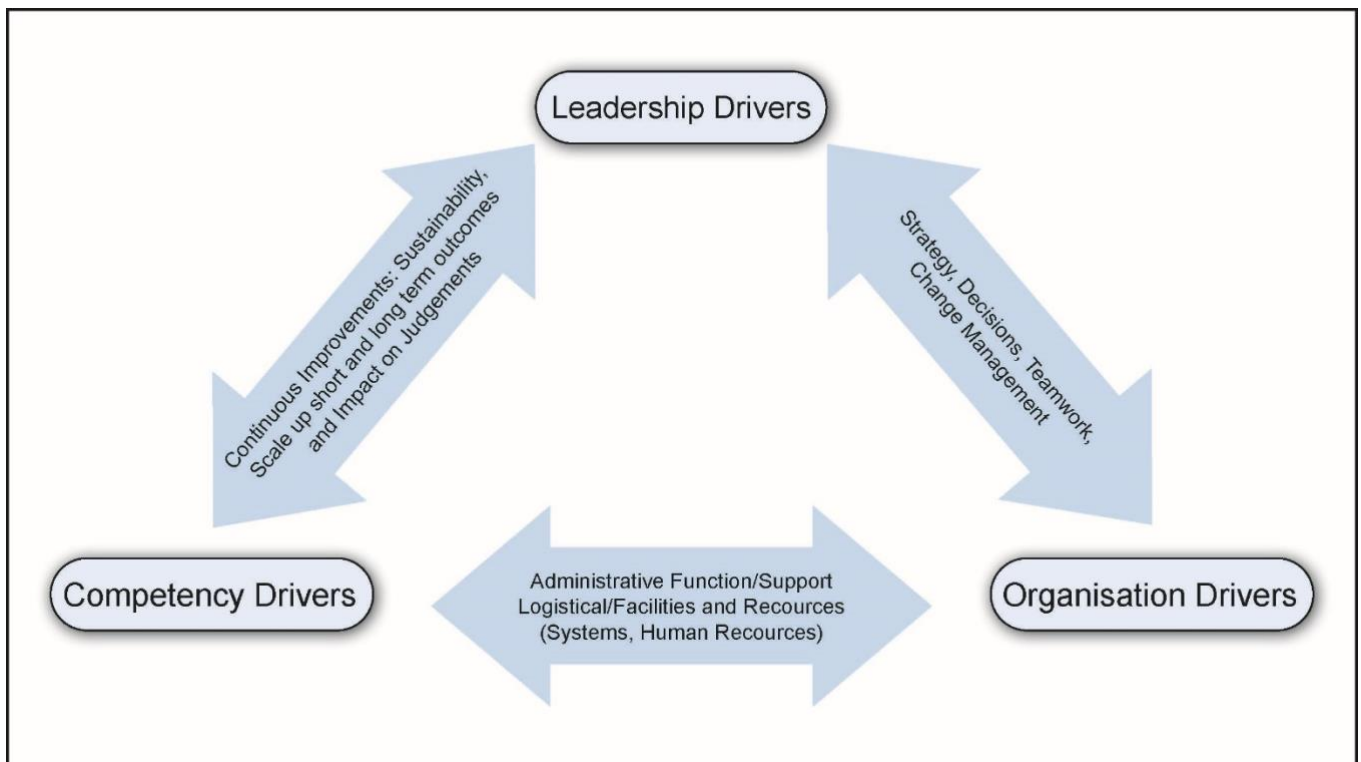 Leadership Drivers
Continuous Improvements: Sustainability,
Scale up short and long term outcomes
and Impact on Judgements
Strategy, Decisions, Teamwork,
Change Management
Competency Drivers
Administrative Function/Support
Logistical/Facilities and Recources
(Systems, Human Recources)
Organisation Drivers